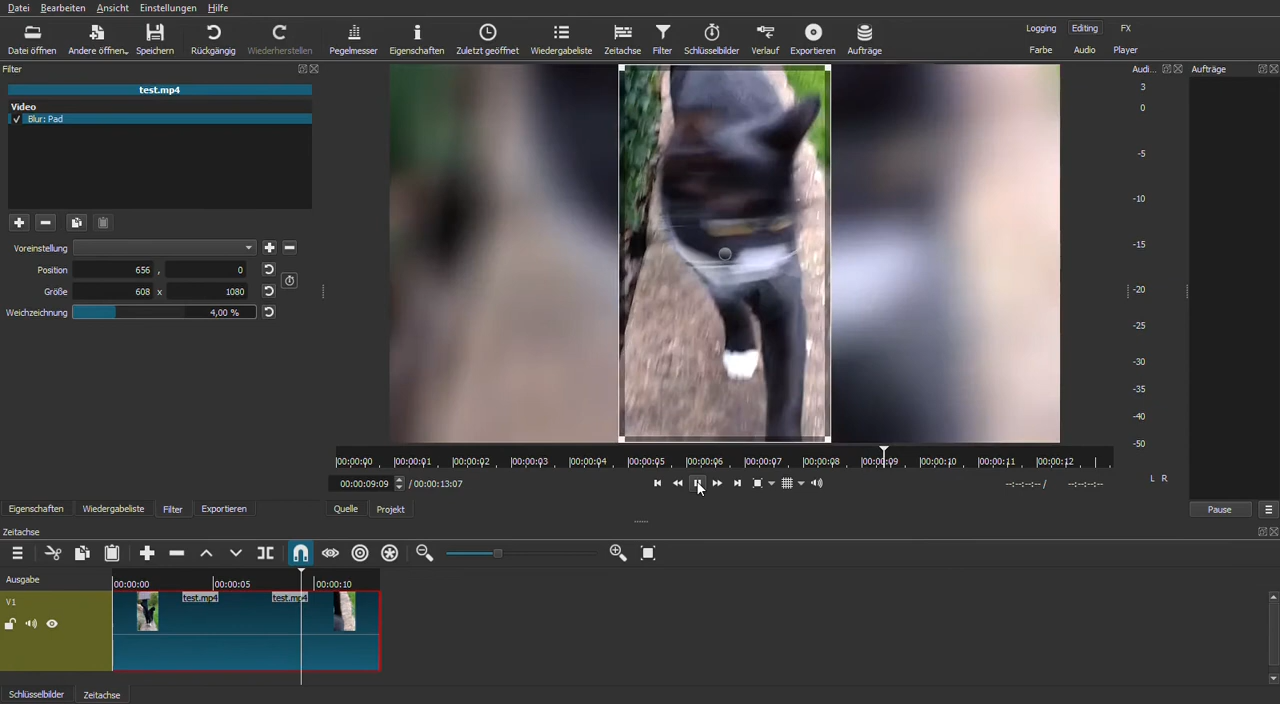 Datei Bearbeiten Ansicht Einstellungen Hilfe
Datei öffnen Andere öffnen.. Speichern Rückgängig Wiederherstellen Pegelmesser Eigenschaften Zuletzt geöffnet Wiedergabeliste Zeitachse Filter Schlüsselbilder Verlauf Exportieren Aufträge
Logging Editing FX
Farbe Audio Player
Filter
Audi...
Aufträge
test.mp4
Video
Blur: Pad
Voreinstellung
Position 656 , 0
Größe 608 x 1080
Weichzeichnung 4,00 %
3
0
-5
-10
-15
-20
-25
-30
-35
-40
-50
L R
00:00:00 00:00:01 00:00:02 00:00:03 00:00:04 00:00:05 00:00:06 00:00:07 00:00:08 00:00:09 00:00:10 00:00:11 00:00:12
00:00:09:09 / 00:00:13:07
--:--:--:-- / --:--:--:--
Eigenschaften Wiedergabeliste Filter Exportieren
Quelle Projekt
Pause
Zeitachse
Ausgabe
00:00:00 00:00:05 00:00:10
V1
test.mp4 test.mp4
Schlüsselbilder Zeitachse